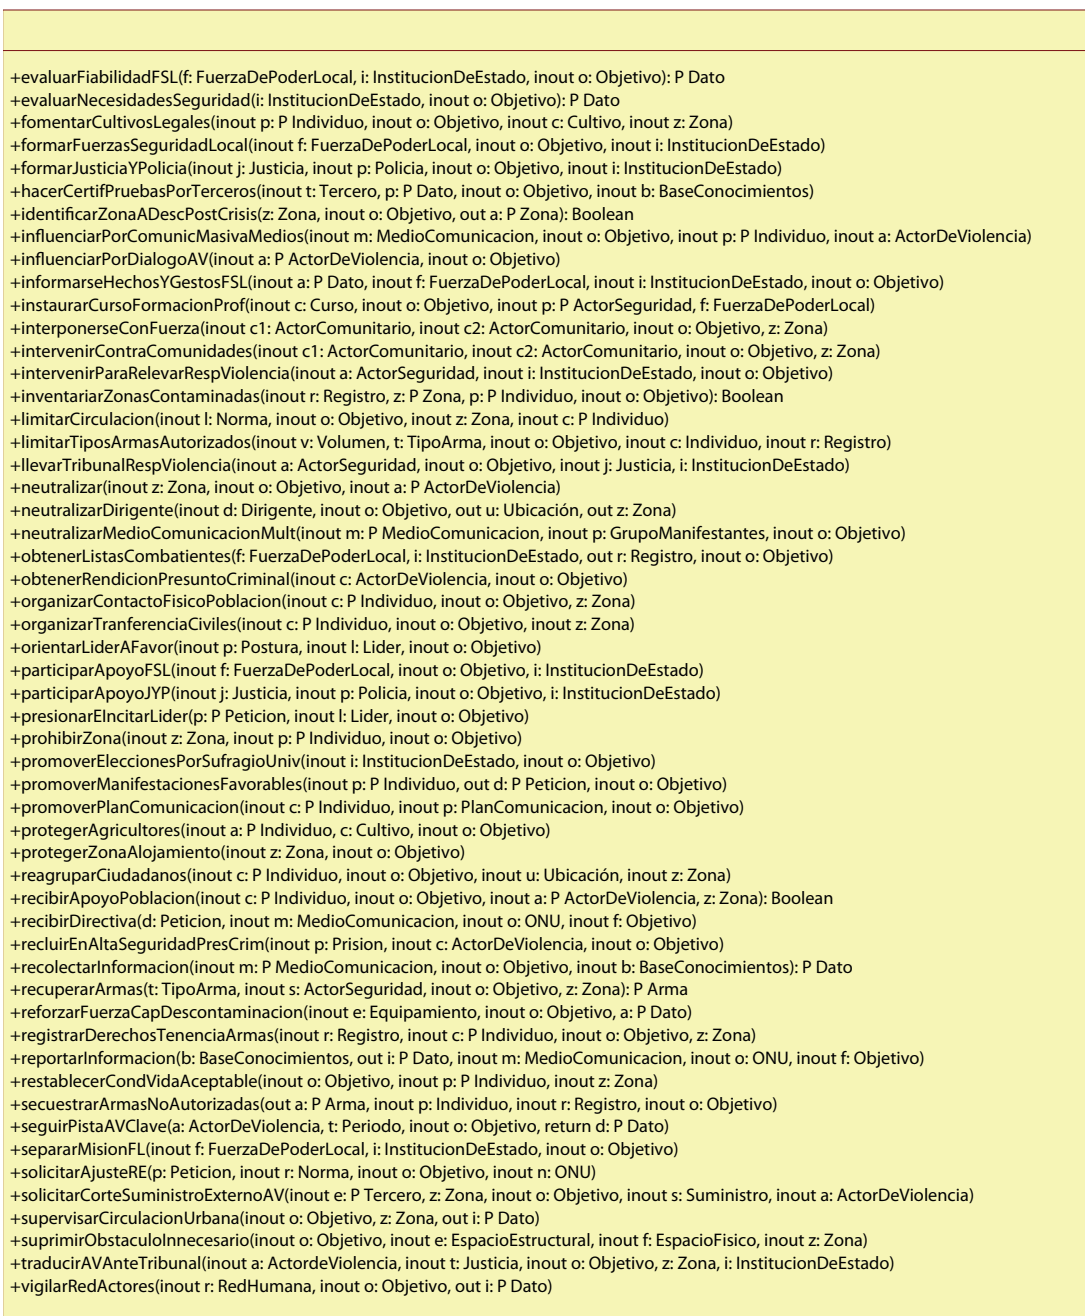 +evaluarFiabilidadFSL(f: FuerzaDePoderLocal, i: InstitucionDeEstado, inout o: Objetivo): P Dato
+evaluarNecesidadesSeguridad(i: InstitucionDeEstado, inout o: Objetivo): P Dato
+fomentarCultivosLegales(inout p: P Individuo, inout o: Objetivo, inout c: Cultivo, inout z: Zona)
+formarFuerzasSeguridadLocal(inout f: FuerzaDePoderLocal, inout o: Objetivo, inout i: InstitucionDeEstado)
+formarJusticiaYPolicia(inout j: Justicia, inout p: Policia, inout o: Objetivo, inout i: InstitucionDeEstado)
+hacerCertifPruebasPorTerceros(inout t: Tercero, p: P Dato, inout o: Objetivo, inout b: BaseConocimientos)
+identificarZonaADescPostCrisis(z: Zona, inout o: Objetivo, out a: P Zona): Boolean
+influenciarPorComunicMasivaMedios(inout m: MedioComunicacion, inout o: Objetivo, inout p: P Individuo, inout a: ActorDeViolencia)
+influenciarPorDialogoAV(inout a: P ActorDeViolencia, inout o: Objetivo)
+informarseHechosYGestosFSL(inout a: P Dato, inout f: FuerzaDePoderLocal, inout i: InstitucionDeEstado, inout o: Objetivo)
+instaurarCursoFormacionProf(inout c: Curso, inout o: Objetivo, inout p: P ActorSeguridad, f: FuerzaDePoderLocal)
+interponerseConFuerza(inout c1: ActorComunitario, inout c2: ActorComunitario, inout o: Objetivo, z: Zona)
+intervenirContraComunidades(inout c1: ActorComunitario, inout c2: ActorComunitario, inout o: Objetivo, z: Zona)
+intervenirParaRelevarRespViolencia(inout a: ActorSeguridad, inout i: InstitucionDeEstado, inout o: Objetivo)
+inventariarZonasContaminadas(inout r: Registro, z: P Zona, p: P Individuo, inout o: Objetivo): Boolean
+limitarCirculacion(inout l: Norma, inout o: Objetivo, inout z: Zona, inout c: P Individuo)
+limitarTiposArmasAutorizados(inout v: Volumen, t: TipoArma, inout o: Objetivo, inout c: Individuo, inout r: Registro)
+llevarTribunalRespViolencia(inout a: ActorSeguridad, inout o: Objetivo, inout j: Justicia, i: InstitucionDeEstado)
+neutralizar(inout z: Zona, inout o: Objetivo, inout a: P ActorDeViolencia)
+neutralizarDirigente(inout d: Dirigente, inout o: Objetivo, out u: Ubicación, out z: Zona)
+neutralizarMedioComunicacionMult(inout m: P MedioComunicacion, inout p: GrupoManifestantes, inout o: Objetivo)
+obtenerListasCombatientes(f: FuerzaDePoderLocal, i: InstitucionDeEstado, out r: Registro, inout o: Objetivo)
+obtenerRendicionPresuntoCriminal(inout c: ActorDeViolencia, inout o: Objetivo)
+organizarContactoFisicoPoblacion(inout c: P Individuo, inout o: Objetivo, z: Zona)
+organizarTranferenciaCiviles(inout c: P Individuo, inout o: Objetivo, inout z: Zona)
+orientarLiderAFavor(inout p: Postura, inout l: Lider, inout o: Objetivo)
+participarApoyoFSL(inout f: FuerzaDePoderLocal, inout o: Objetivo, i: InstitucionDeEstado)
+participarApoyoJYP(inout j: Justicia, inout p: Policia, inout o: Objetivo, i: InstitucionDeEstado)
+presionarEIncitarLider(p: P Peticion, inout l: Lider, inout o: Objetivo)
+prohibirZona(inout z: Zona, inout p: P Individuo, inout o: Objetivo)
+promoverEleccionesPorSufragioUniv(inout i: InstitucionDeEstado, inout o: Objetivo)
+promoverManifestacionesFavorables(inout p: P Individuo, out d: P Peticion, inout o: Objetivo)
+promoverPlanComunicacion(inout c: P Individuo, inout p: PlanComunicacion, inout o: Objetivo)
+protegerAgricultores(inout a: P Individuo, c: Cultivo, inout o: Objetivo)
+protegerZonaAlojamiento(inout z: Zona, inout o: Objetivo)
+reagruparCiudadanos(inout c: P Individuo, inout o: Objetivo, inout u: Ubicación, inout z: Zona)
+recibirApoyoPoblacion(inout c: P Individuo, inout o: Objetivo, inout a: P ActorDeViolencia, z: Zona): Boolean
+recibirDirectiva(d: Peticion, inout m: MedioComunicacion, inout o: ONU, inout f: Objetivo)
+recluirEnAltaSeguridadPresCrim(inout p: Prision, inout c: ActorDeViolencia, inout o: Objetivo)
+recolectarInformacion(inout m: P MedioComunicacion, inout o: Objetivo, inout b: BaseConocimientos): P Dato
+recuperarArmas(t: TipoArma, inout s: ActorSeguridad, inout o: Objetivo, z: Zona): P Arma
+reforzarFuerzaCapDescontaminacion(inout e: Equipamiento, inout o: Objetivo, a: P Dato)
+registrarDerechosTenenciaArmas(inout r: Registro, inout c: P Individuo, inout o: Objetivo, z: Zona)
+reportarInformacion(b: BaseConocimientos, out i: P Dato, inout m: MedioComunicacion, inout o: ONU, inout f: Objetivo)
+restablecerCondVidaAceptable(inout o: Objetivo, inout p: P Individuo, inout z: Zona)
+secuestrarArmasNoAutorizadas(out a: P Arma, inout p: Individuo, inout r: Registro, inout o: Objetivo)
+seguirPistaAVClave(a: ActorDeViolencia, t: Periodo, inout o: Objetivo, return d: P Dato)
+separarMisionFL(inout f: FuerzaDePoderLocal, i: InstitucionDeEstado, inout o: Objetivo)
+solicitarAjusteRE(p: Peticion, inout r: Norma, inout o: Objetivo, inout n: ONU)
+solicitarCorteSuministroExternoAV(inout e: P Tercero, z: Zona, inout o: Objetivo, inout s: Suministro, inout a: ActorDeViolencia)
+supervisarCirculacionUrbana(inout o: Objetivo, z: Zona, out i: P Dato)
+suprimirObstaculoInnecesario(inout o: Objetivo, inout e: EspacioEstructural, inout f: EspacioFisico, inout z: Zona)
+traducirAVAnteTribunal(inout a: ActordeViolencia, inout t: Justicia, inout o: Objetivo, z: Zona, i: InstitucionDeEstado)
+vigilarRedActores(inout r: RedHumana, inout o: Objetivo, out i: P Dato)